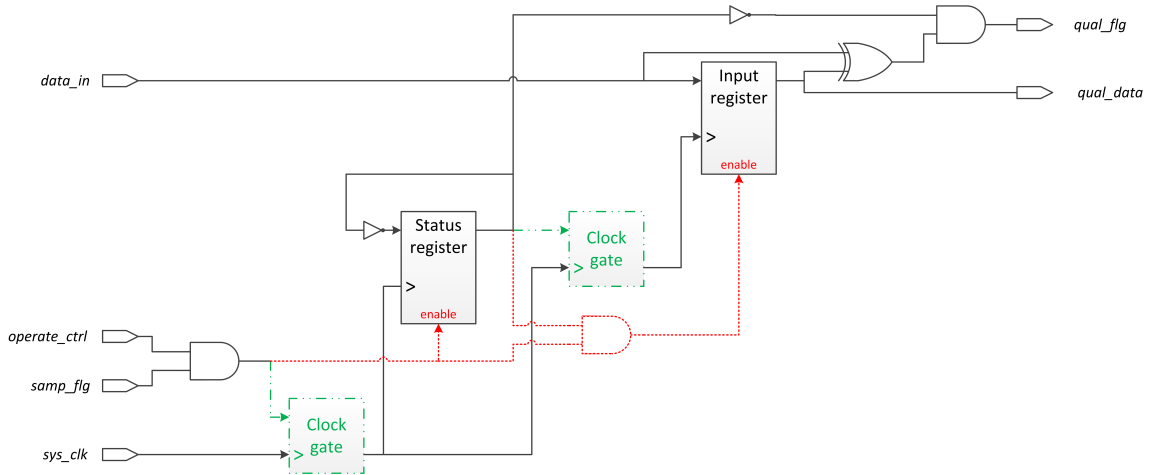 qual_flg
data_in
Input
register
>
enable
qual_data
Status
register
>
enable
Clock
gate
>
operate_ctrl
samp_flg
Clock
gate
>
sys_clk